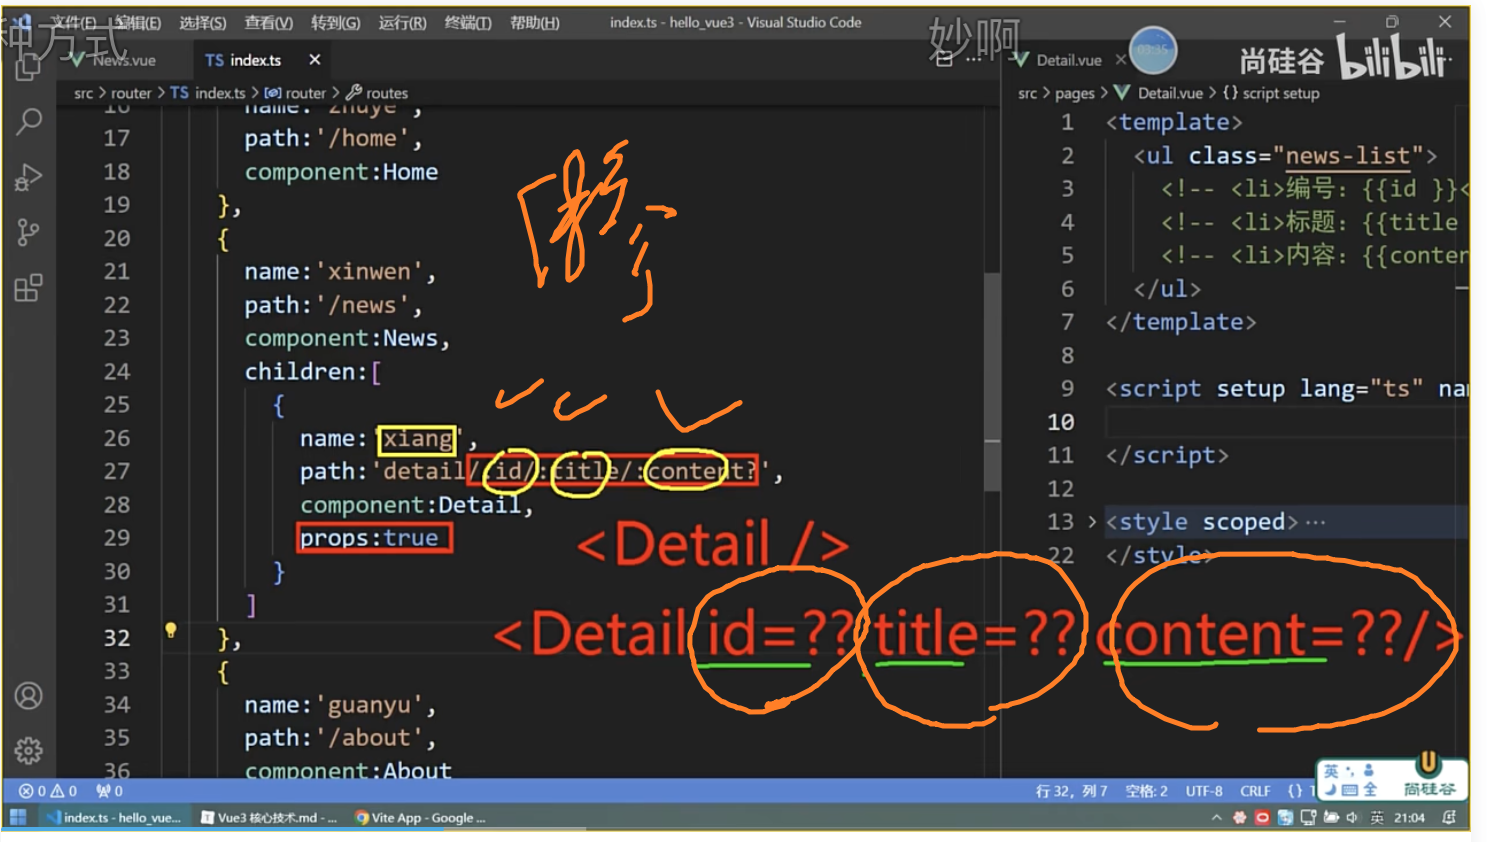 文件(F) 编辑(E) 选择(S) 查看(V) 转到(G) 运行(R) 终端(T) 帮助(H)
index.ts - hello_vue3 - Visual Studio Code
种方式
妙啊
News.vue
TS index.ts ×
src > router > TS index.ts > router > routes
16 name:'zhuye',
17 path:'/home',
18 component:Home
19 },
20 {
21 name:'xinwen',
22 path:'/news',
23 component:News,
24 children:[
25 {
26 name:'xiang',
27 path:'detail/:id/:title/:content?',
28 component:Detail,
29 props:true
30 }
31 ]
32 },
33 {
34 name:'guanyu',
35 path:'/about',
36 component:About
<Detail />
<Detail id=?? title=?? content=??/>
Detail.vue ×
03:35
尚硅谷 bilibili
src > pages > Detail.vue > {} script setup
1 <template>
2 <ul class="news-list">
3 <!-- <li>编号：{{id }}<
4 <!-- <li>标题：{{title
5 <!-- <li>内容：{{conten
6 </ul>
7 </template>
8
9 <script setup lang="ts" na
10
11 </script>
12
13 > <style scoped>…
22 </style>
英
全
尚硅谷
0 0 0
行 32，列 7 空格: 2 UTF-8 CRLF {}
index.ts - hello_vue... Vue3 核心技术.md - ... Vite App - Google ...
英 21:04